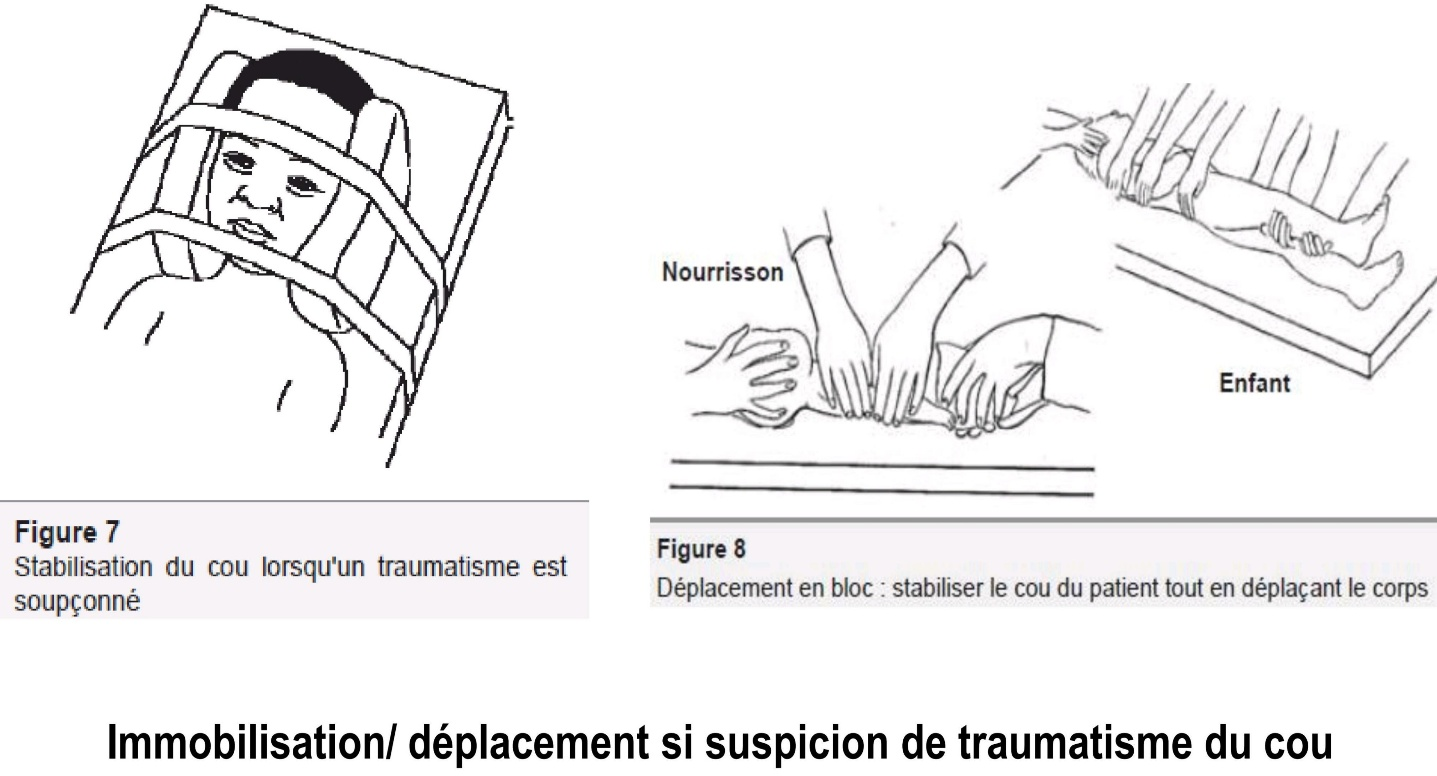 Nourrisson
Enfant
Figure 7
Stabilisation du cou lorsqu'un traumatisme est
soupçonné
Figure 8
Déplacement en bloc : stabiliser le cou du patient tout en déplaçant le corps
Immobilisation/ déplacement si suspicion de traumatisme du cou